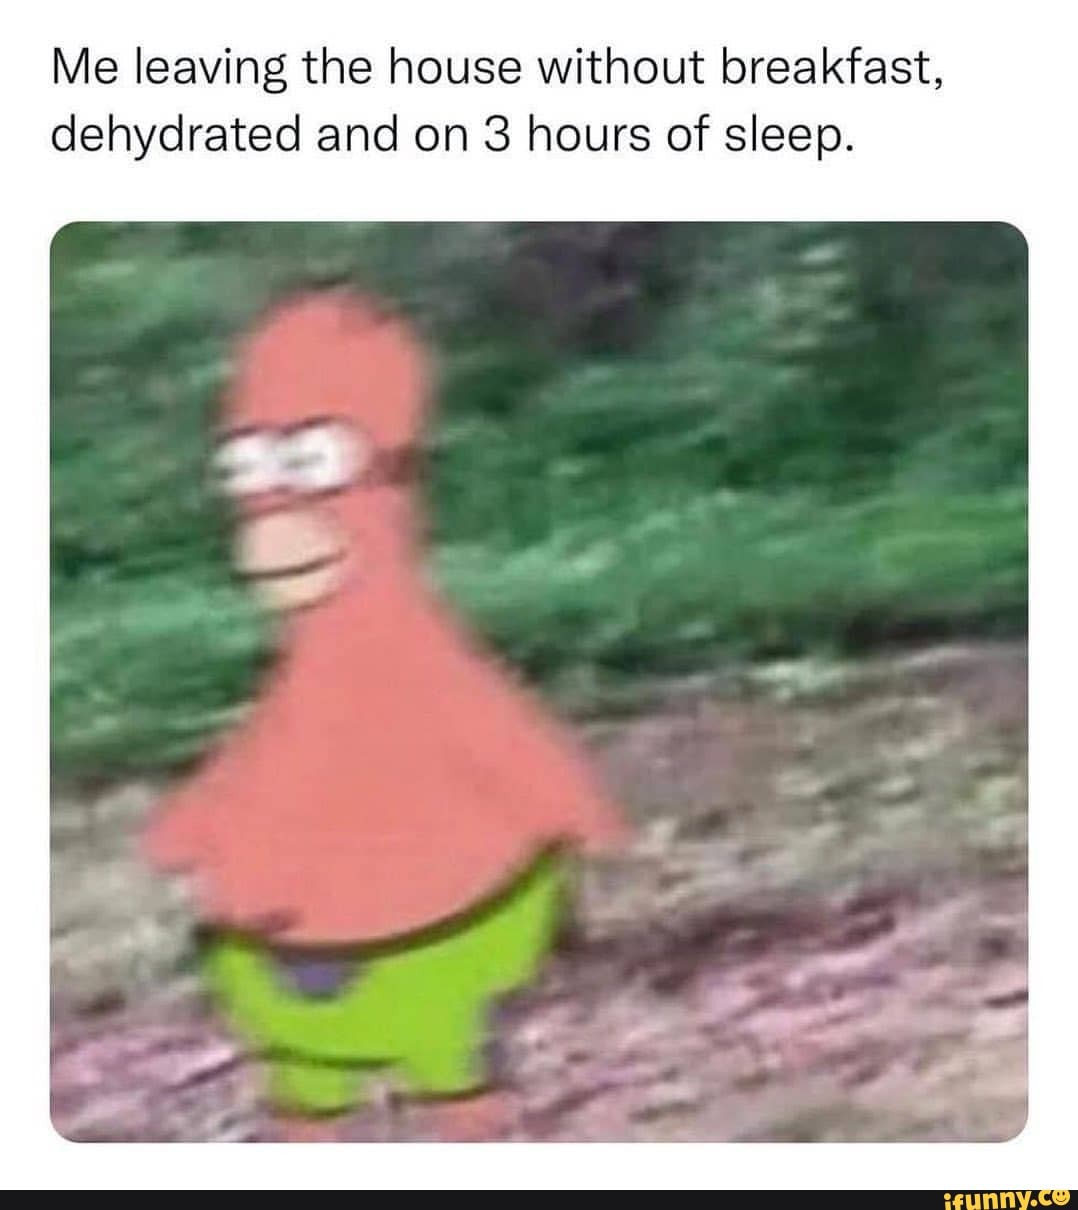 Me leaving the house without breakfast,
dehydrated and on 3 hours of sleep.
ifunny.co